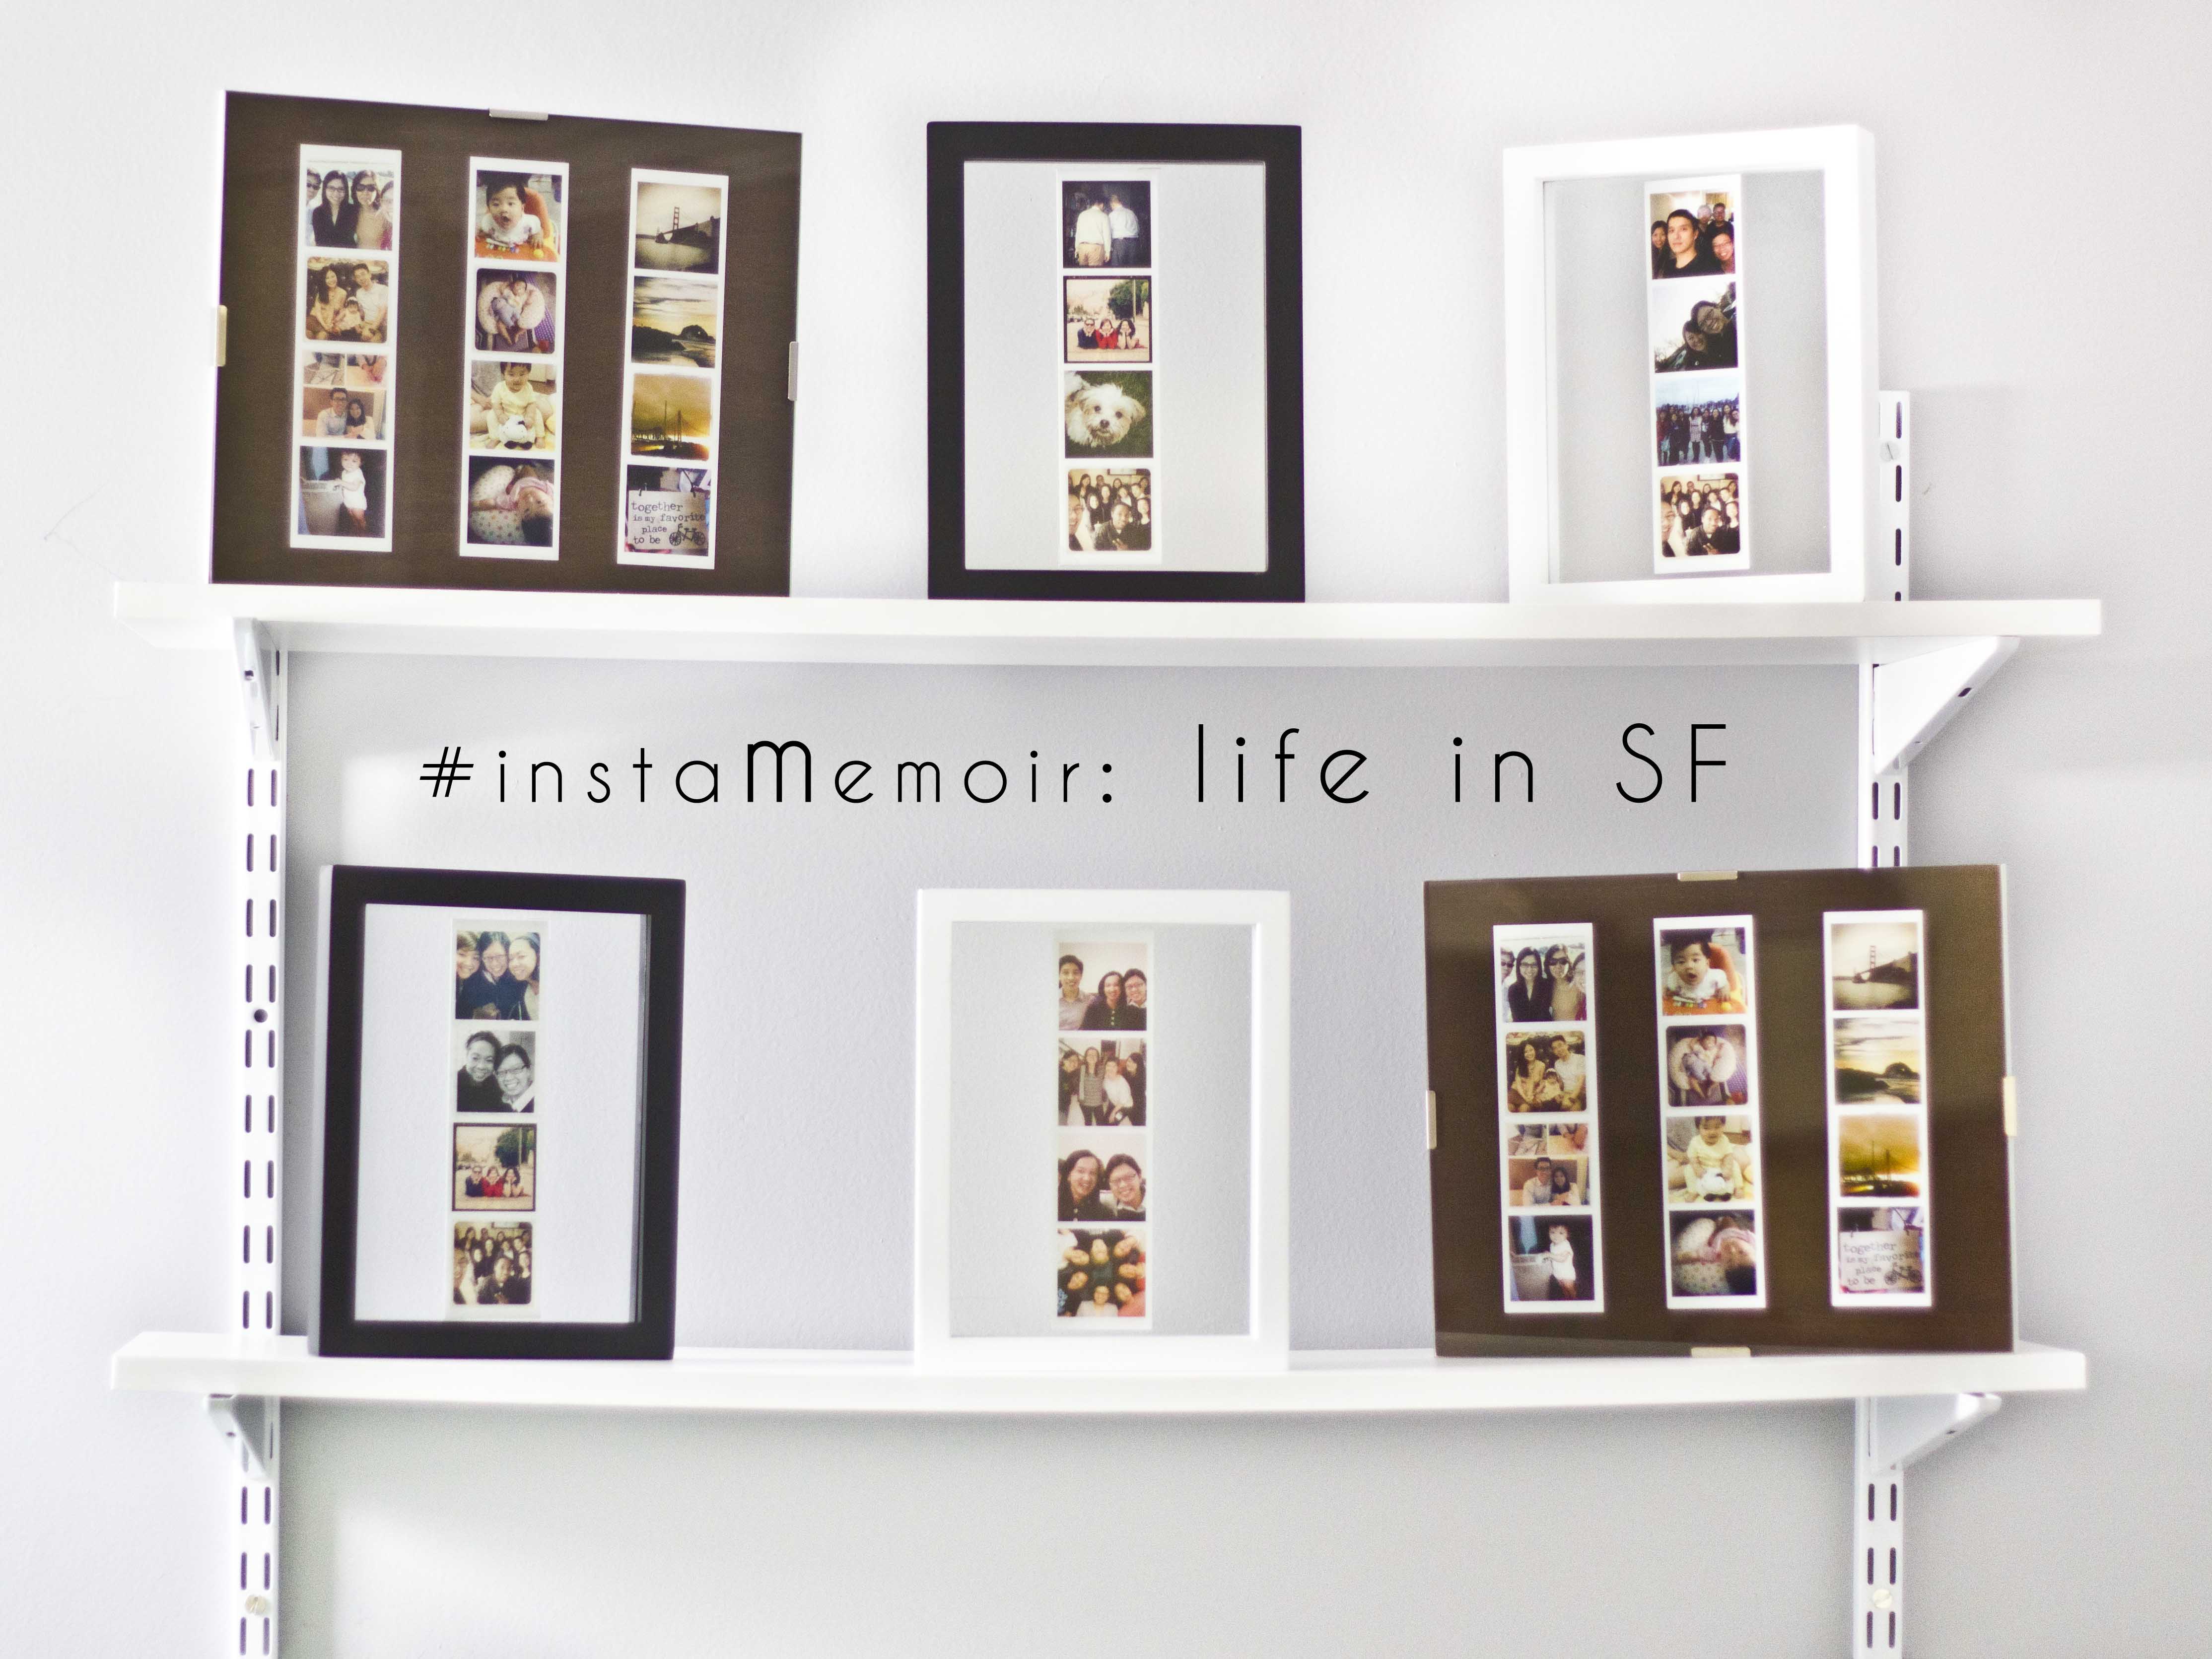 together
is my favorite
place
to be
#instaMemoir: life in SF
together
is my favorite
place
to be